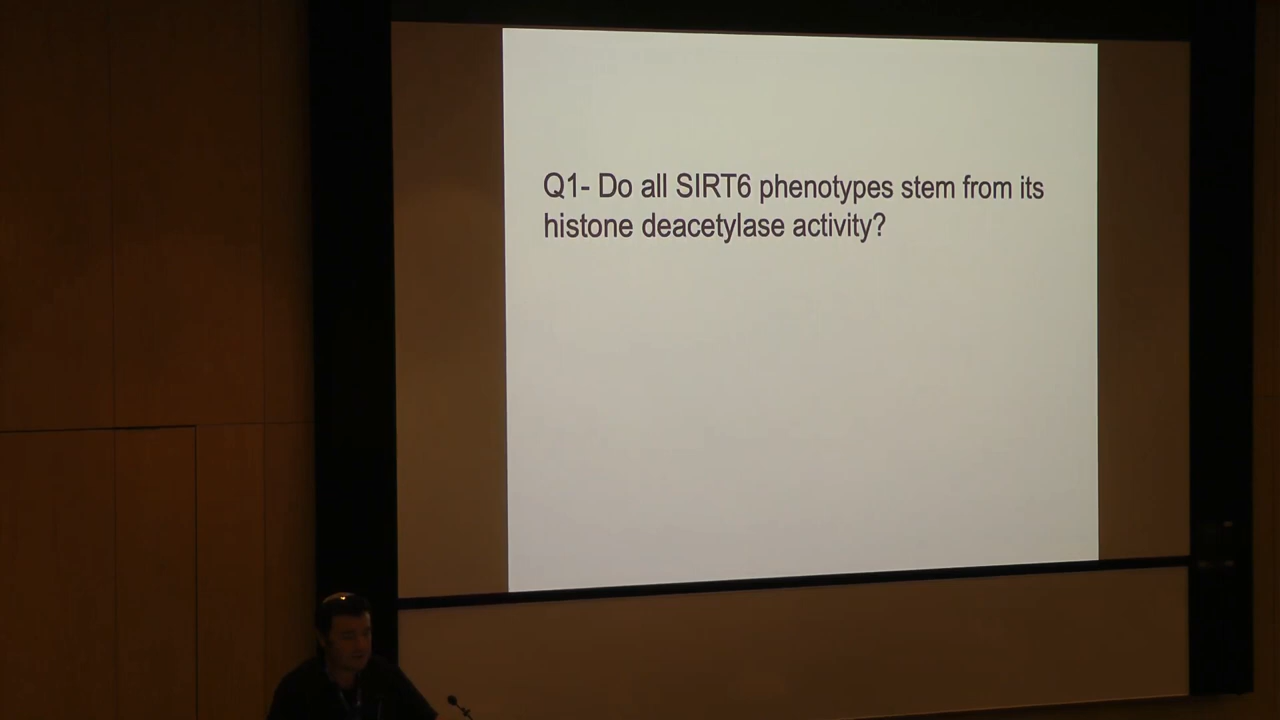 Q1- Do all SIRT6 phenotypes stem from its
histone deacetylase activity?